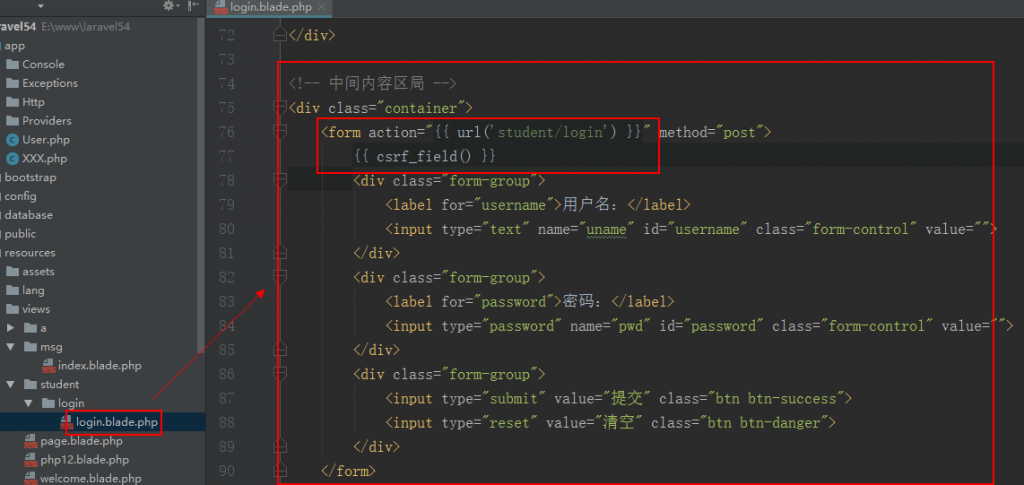 login.blade.php
ravel54 E:\www\laravel54
app
Console
Exceptions
Http
Providers
User.php
XXX.php
bootstrap
config
database
public
resources
assets
lang
views
a
msg
index.blade.php
student
login
login.blade.php
page.blade.php
php12.blade.php
welcome.blade.php
72 </div>
73
74 <!-- 中间内容区局 -->
75 <div class="container">
76 <form action="{{ url('student/login') }}" method="post">
77 {{ csrf_field() }}
78 <div class="form-group">
79 <label for="username">用户名：</label>
80 <input type="text" name="uname" id="username" class="form-control" value="">
81 </div>
82 <div class="form-group">
83 <label for="password">密码：</label>
84 <input type="password" name="pwd" id="password" class="form-control" value="">
85 </div>
86 <div class="form-group">
87 <input type="submit" value="提交" class="btn btn-success">
88 <input type="reset" value="清空" class="btn btn-danger">
89 </div>
90 </form>